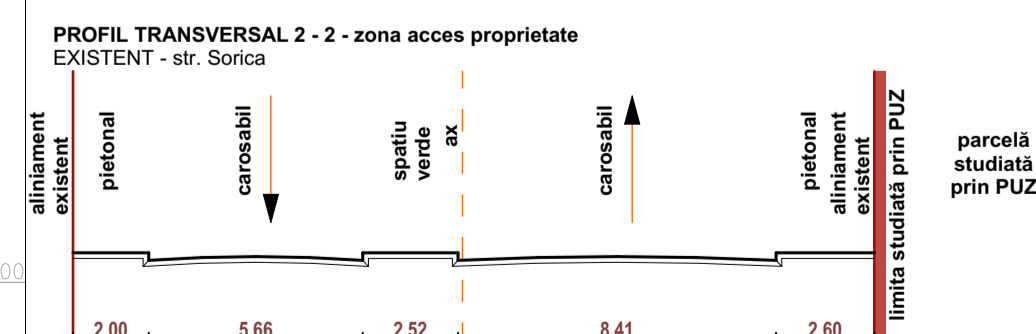 PROFIL TRANSVERSAL 2 - 2 - zona acces proprietate
EXISTENT - str. Sorica
aliniament
existent
pietonal
carosabil
spatiu
verde
ax
carosabil
pietonal
aliniament
existent
limita studiată prin PUZ
parcelă
studiată
prin PUZ
00
2.00
5.66
2.52
8.41
2.60